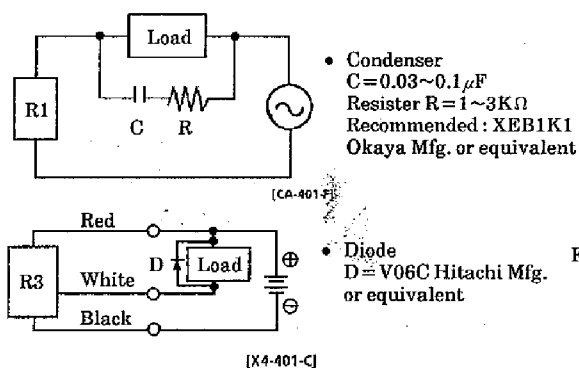 Load
R1
C
R
• Condenser
C=0.03~0.1μF
Resister R=1~3KΩ
Recommended : XEB1K1
Okaya Mfg. or equivalent
[CA-401-F]
Red
R3
White
Black
D
Load
⊕
⊖
• Diode
D=V06C Hitachi Mfg.
or equivalent
F
[X4-401-C]